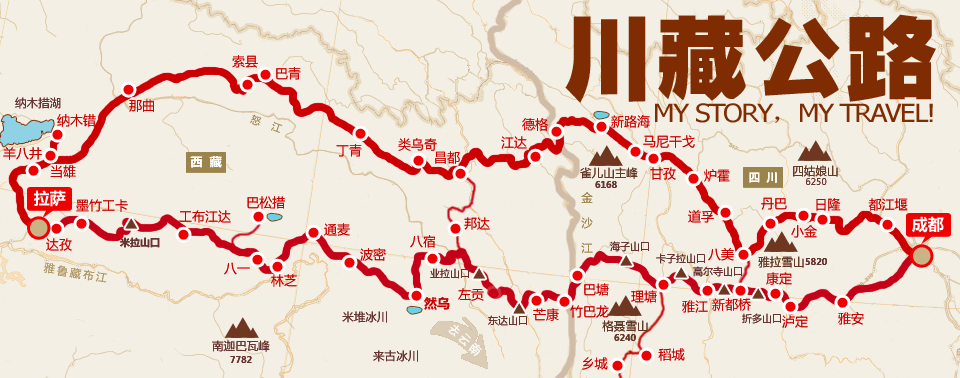 川藏公路
MY STORY, MY TRAVEL!
索县
巴青
那曲
纳木措湖
纳木错
羊八井
当雄
怒江
丁青
西藏
类乌齐
昌都
江达
德格
新路海
马尼干戈
雀儿山主峰
6168
甘孜
炉霍
四川
四姑娘山
6250
金沙江
道孚
丹巴
日隆
小金
都江堰
成都
拉萨
墨竹工卡
达孜
米拉山口
工布江达
巴松措
通麦
波密
八一
林芝
雅鲁藏布江
八宿
邦达
业拉山口
然乌
左贡
东达山口
芒康
竹巴龙
巴塘
海子山口
卡子拉山口
高尔寺山口
理塘
雅江
新都桥
八美
雅拉雪山5820
康定
折多山口
泸定
雅安
格聂雪山
6240
乡城
稻城
去云南
米堆冰川
来古冰川
南迦巴瓦峰
7782